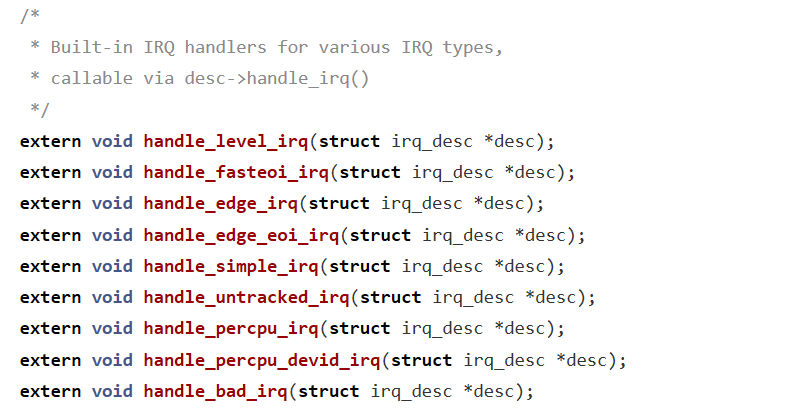 /*
 * Built-in IRQ handlers for various IRQ types,
 * callable via desc->handle_irq()
 */
extern void handle_level_irq(struct irq_desc *desc);
extern void handle_fasteoi_irq(struct irq_desc *desc);
extern void handle_edge_irq(struct irq_desc *desc);
extern void handle_edge_eoi_irq(struct irq_desc *desc);
extern void handle_simple_irq(struct irq_desc *desc);
extern void handle_untracked_irq(struct irq_desc *desc);
extern void handle_percpu_irq(struct irq_desc *desc);
extern void handle_percpu_devid_irq(struct irq_desc *desc);
extern void handle_bad_irq(struct irq_desc *desc);